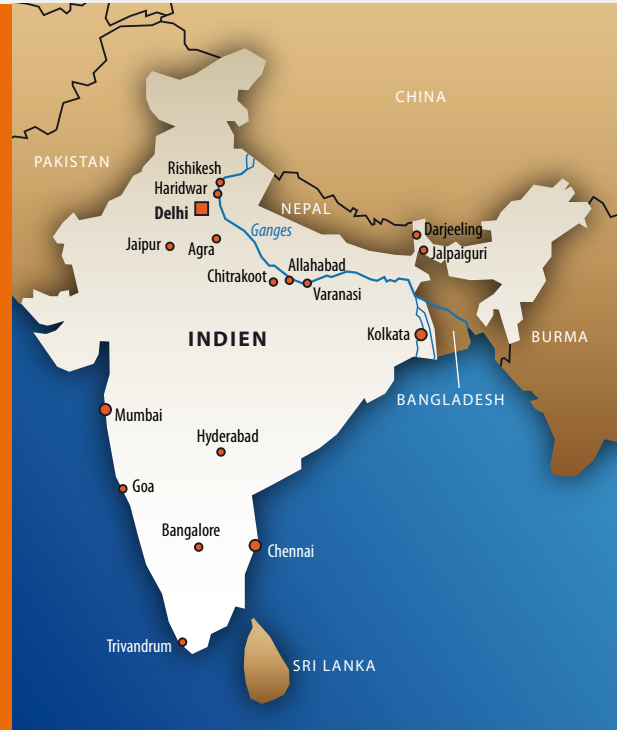 CHINA
PAKISTAN
Rishikesh
Haridwar
NEPAL
Delhi
Ganges
Darjeeling
Jaipur
Agra
Jalpaiguri
Allahabad
Chitrakoot
Varanasi
INDIEN
Kolkata
BURMA
BANGLADESH
Mumbai
Hyderabad
Goa
Bangalore
Chennai
Trivandrum
SRI LANKA